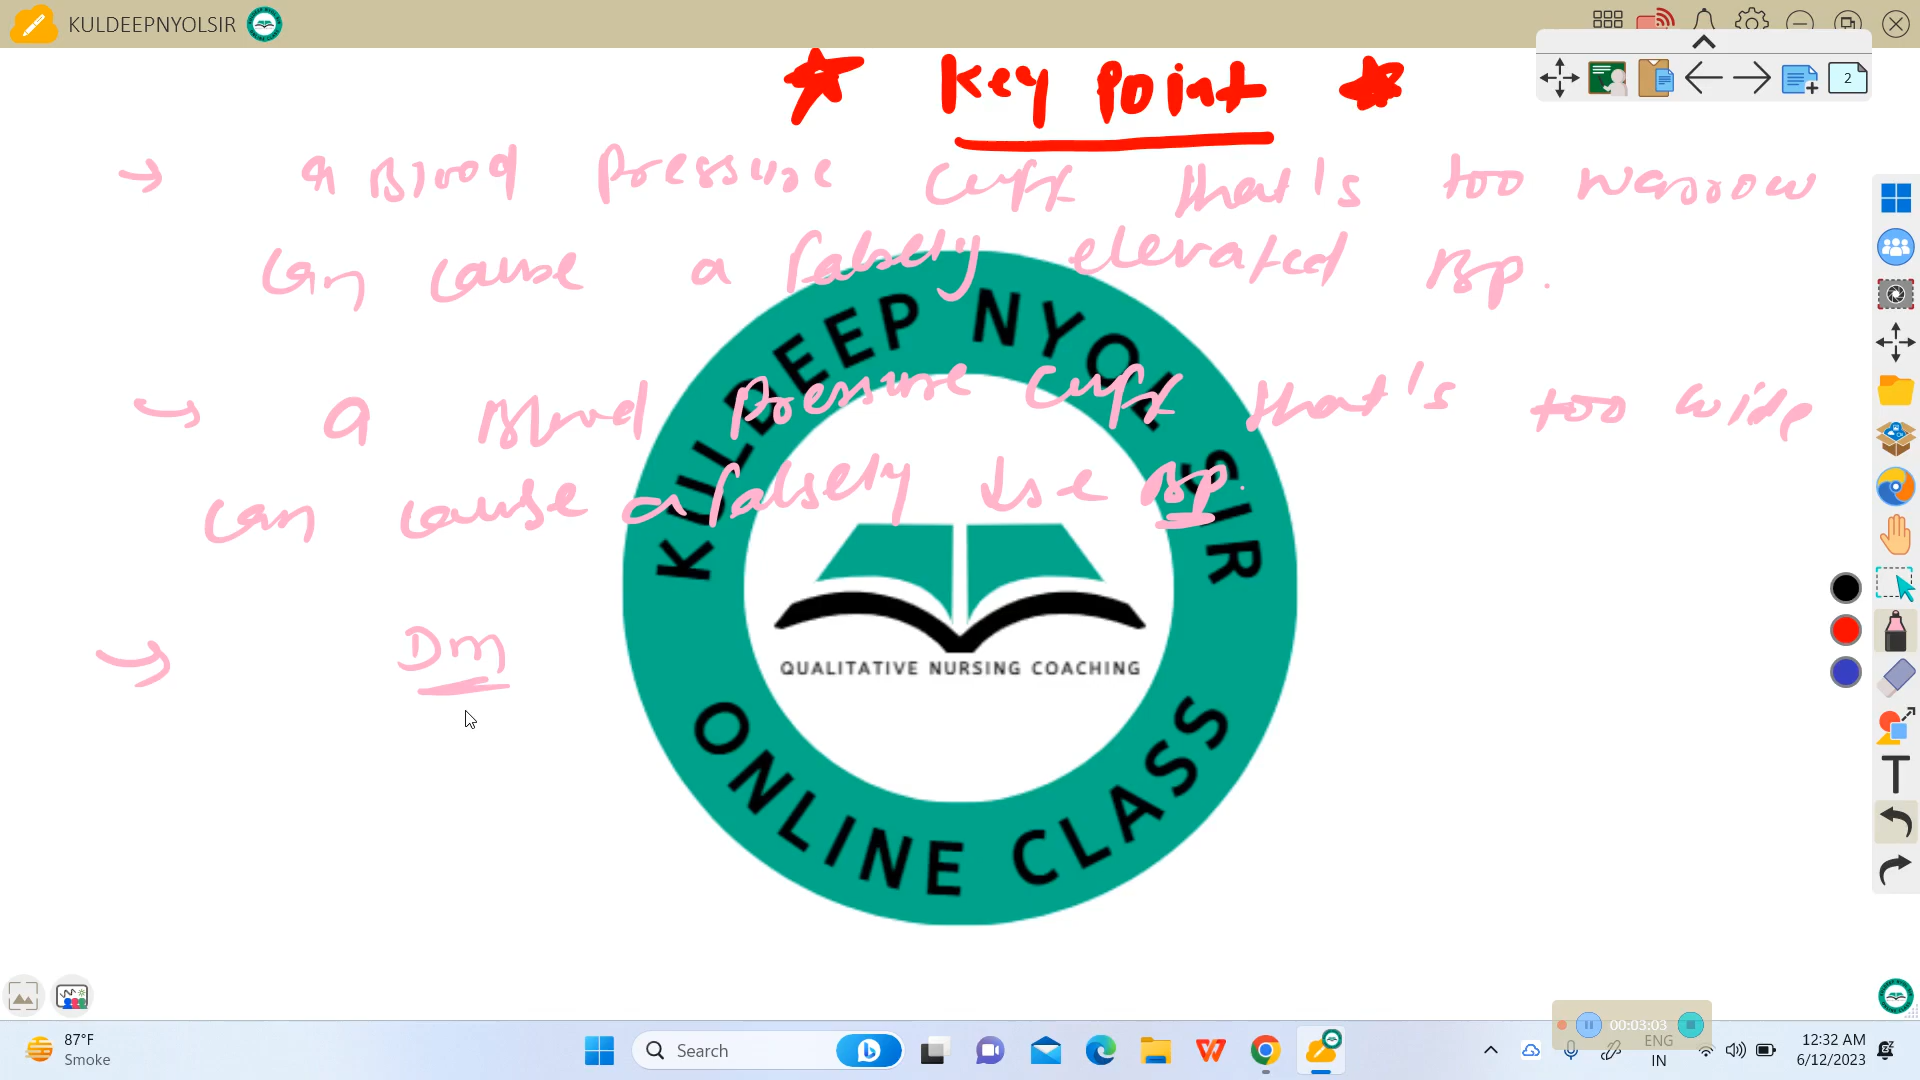 KULDEEPNYOLSIR
2
Key Point
→ a Blood Pressure Cuff that's too narrow
can cause a falsely elevated Bp.
→ a Blood Pressure cuff that's too wide
can cause a falsely ↓se Bp.
→ Dm
KULDEEP NYOL SIR
QUALITATIVE NURSING COACHING
ONLINE CLASS
T
00:03:03
87°F
Smoke
Search
ENG
IN
12:32 AM
6/12/2023